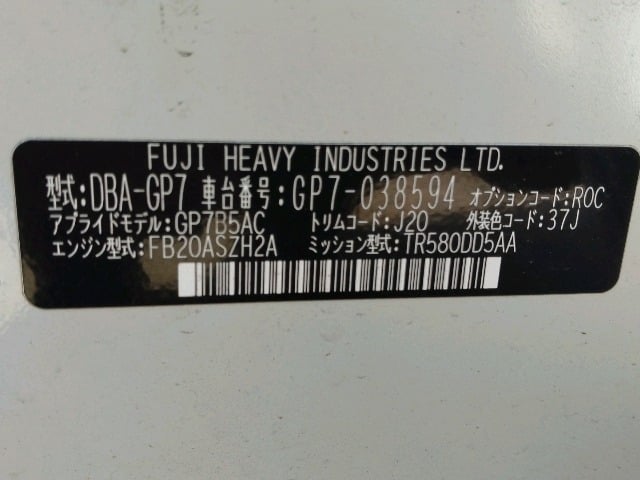 FUJI HEAVY INDUSTRIES LTD.
型式:DBA-GP7 車台番号:GP7-038594 オプションコード:ROC
アプライドモデル:GP7B5AC トリムコード:J20 外装色コード:37J
エンジン型式:FB20ASZH2A ミッション型式:TR580DD5AA